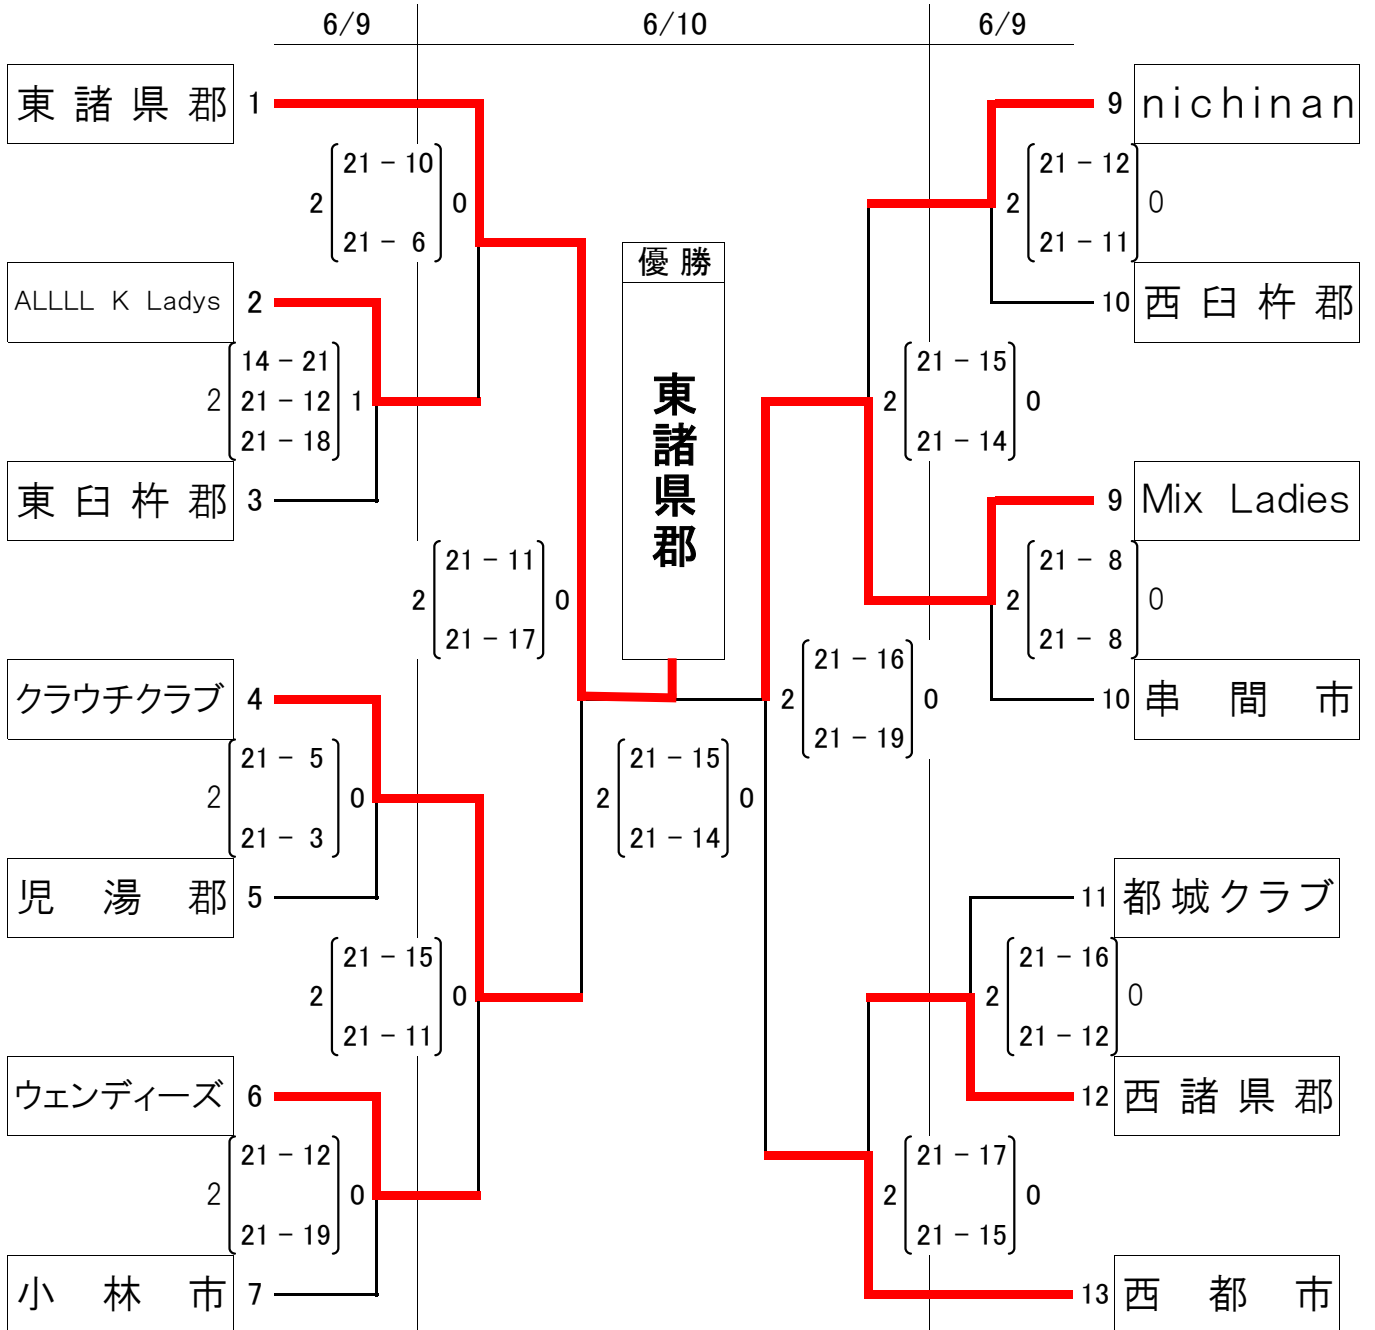 6/9 6/10 6/9
東諸県郡 1
9 nichinan
21 - 10
2 0
21 - 6
21 - 12
2 0
21 - 11
優勝
東諸県郡
ALLLL K Ladys 2
10 西臼杵郡
14 - 21
2 21 - 12 1
21 - 18
21 - 15
2 0
21 - 14
東臼杵郡 3
9 Mix Ladies
21 - 11
2 0
21 - 17
21 - 8
2 0
21 - 8
クラウチクラブ 4
21 - 16
2 0
21 - 19
10 串間市
21 - 5
2 0
21 - 3
21 - 15
2 0
21 - 14
児湯郡 5
11 都城クラブ
21 - 15
2 0
21 - 11
21 - 16
2 0
21 - 12
ウェンディーズ 6
12 西諸県郡
21 - 12
2 0
21 - 19
21 - 17
2 0
21 - 15
小林市 7
13 西都市